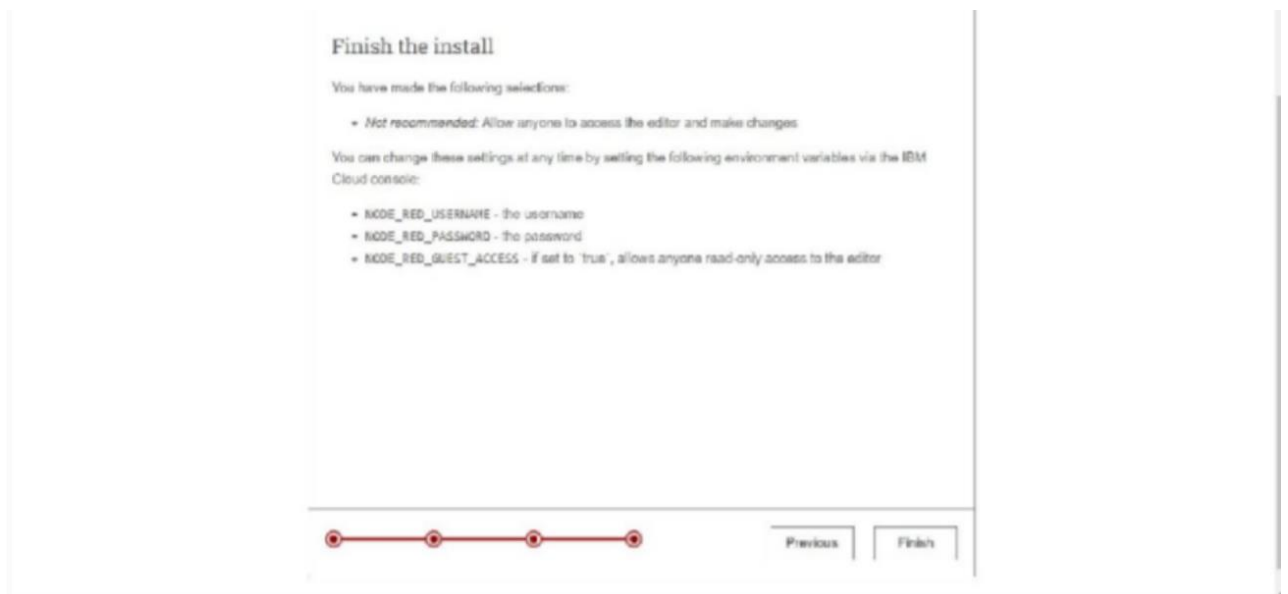 Finish the install
You have made the following selections:
• Not recommended: Allow anyone to access the editor and make changes
You can change these settings at any time by setting the following environment variables via the IBM
Cloud console:
• NODE_RED_USERNAME - the username
• NODE_RED_PASSWORD - the password
• NODE_RED_GUEST_ACCESS - if set to 'true', allows anyone read-only access to the editor
Previous Finish